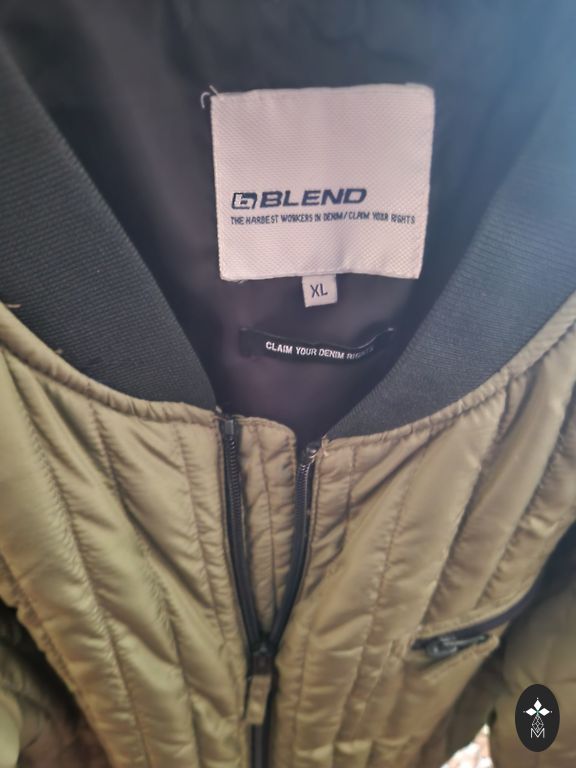 BLEND
THE HARDEST WORKERS IN DENIM/CLAIM YOUR RIGHTS
XL
CLAIM YOUR DENIM RIGHTS